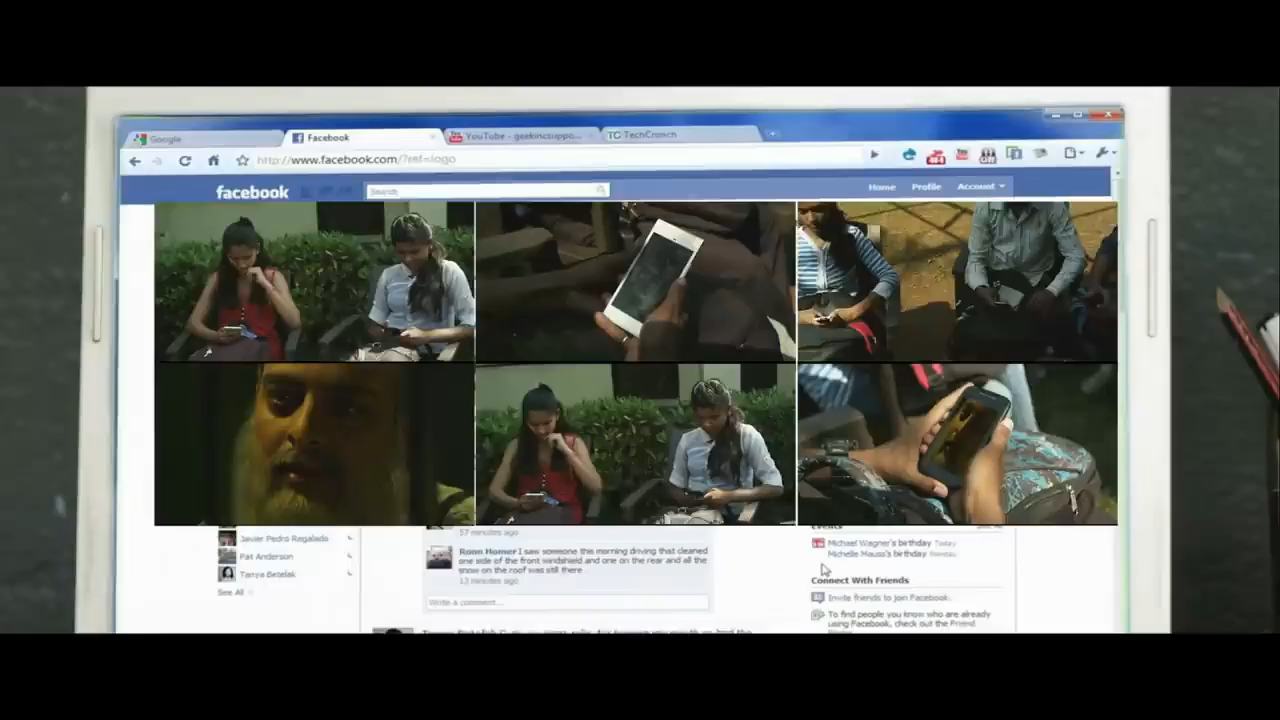 Google
Facebook
YouTube - geekincsuppo...
TechCrunch
http://www.facebook.com/?ref=logo
facebook
Search
Home
Profile
Account
Javier Pedro Regalado
Pat Anderson
Tanya Betelak
See All
57 minutes ago
Ronn Homer I saw someone this morning driving that cleaned
one side of the front windshield and one on the rear and all the
snow on the roof was still there
13 minutes ago
Write a comment...
Events
Michael Wagner's birthday Today
Michelle Mauss's birthday
Connect With Friends
Invite friends to join Facebook.
To find people you know who are already
using Facebook, check out the Friend